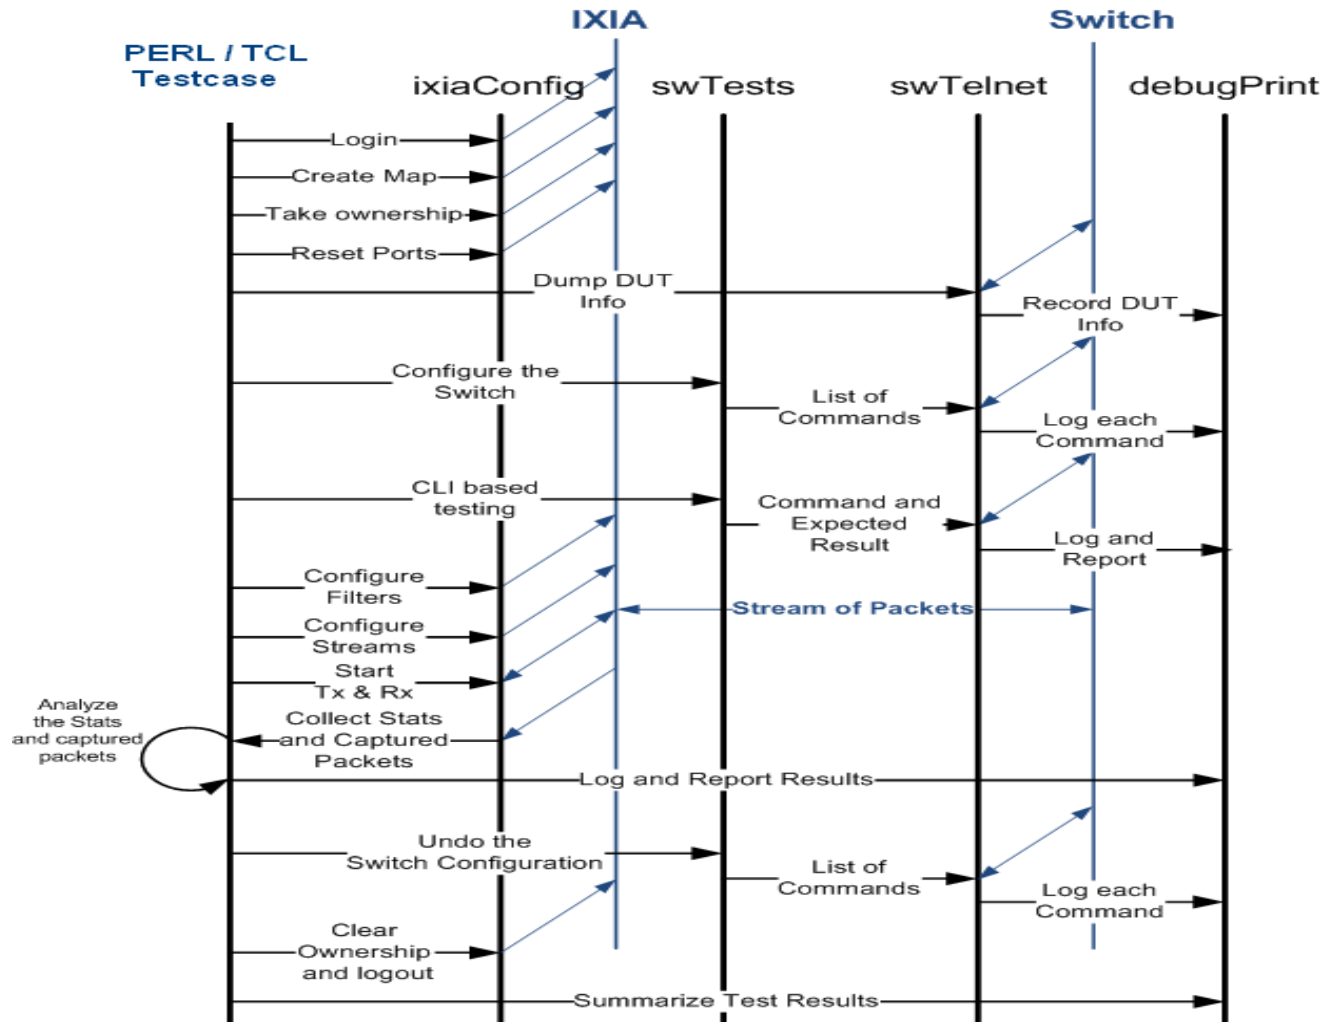 IXIA
Switch
PERL / TCL
Testcase
ixiaConfig
swTests
swTelnet
debugPrint
Login
Create Map
Take ownership
Reset Ports
Dump DUT
Info
Record DUT
Info
Configure the
Switch
List of
Commands
Log each
Command
CLI based
testing
Command and
Expected
Result
Log and
Report
Configure
Filters
Stream of Packets
Configure
Streams
Start
Tx & Rx
Collect Stats
and Captured
Packets
Analyze
the Stats
and captured
packets
Log and Report Results
Undo the
Switch Configuration
List of
Commands
Log each
Command
Clear
Ownership
and logout
Summarize Test Results